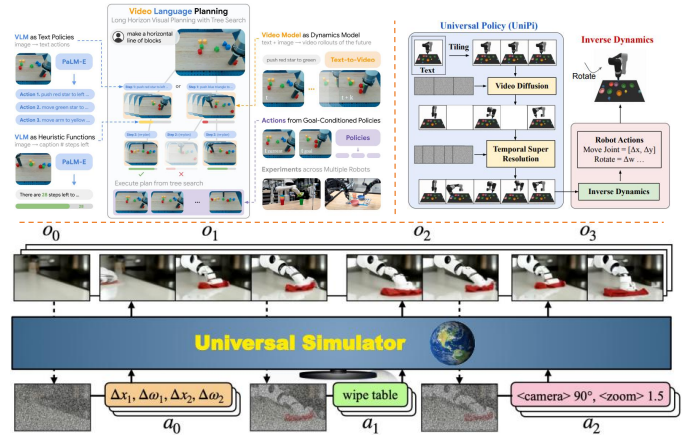 Video Language Planning
Long Horizon Visual Planning with Tree Search
make a horizontal
line of blocks
VLM as Text Policies
image → text actions
PaLM-E
Action 1. push red star to left ...
Action 2. move green star to ...
Action 3. move arm to yellow ...
VLM as Heuristic Functions
image → caption # steps left
PaLM-E
There are 28 steps left to ...
28
or
Execute plan from tree search
...
Video Model as Dynamics Model
text + image → video rollouts of the future
push red star to green
Text-to-Video
...
Actions from Goal-Conditioned Policies
Policies
Experiments across Multiple Robots
Universal Policy (UniPi)
Text
Tiling
Video Diffusion
Temporal Super
Resolution
Inverse Dynamics
Rotate
Robot Actions
Move Joint = [Δx, Δy]
Rotate = Δw ...
Inverse Dynamics
o0 o1 o2 o3
Universal Simulator
Δx1, Δω1, Δx2, Δω2
a0
wipe table
a1
<camera> 90°, <zoom> 1.5
a2